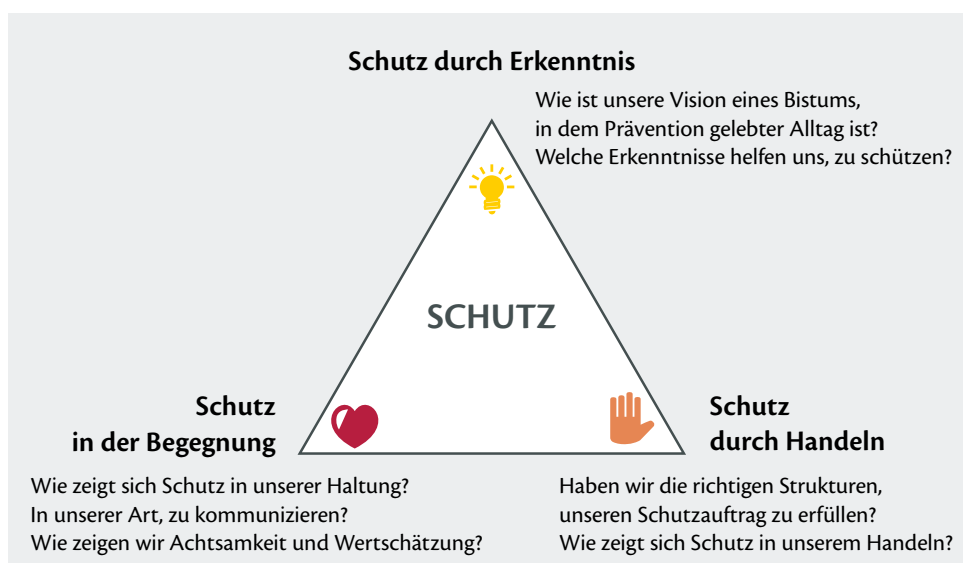 Schutz durch Erkenntnis
Wie ist unsere Vision eines Bistums,
in dem Prävention gelebter Alltag ist?
Welche Erkenntnisse helfen uns, zu schützen?
SCHUTZ
Schutz
in der Begegnung
Wie zeigt sich Schutz in unserer Haltung?
In unserer Art, zu kommunizieren?
Wie zeigen wir Achtsamkeit und Wertschätzung?
Schutz
durch Handeln
Haben wir die richtigen Strukturen,
unseren Schutzauftrag zu erfüllen?
Wie zeigt sich Schutz in unserem Handeln?